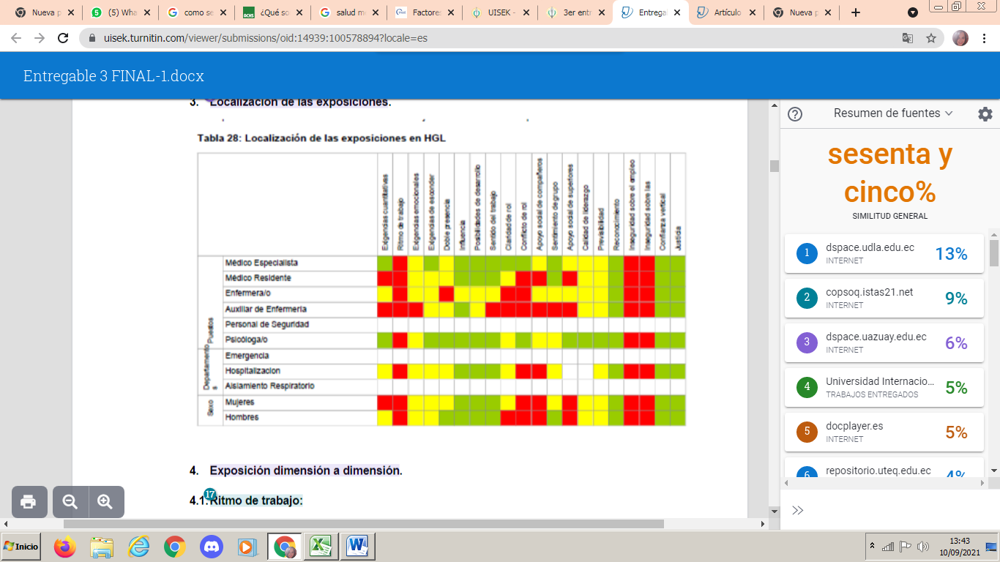 Nueva p
(5) Wha
como se
¿Qué so
salud m
Factores
UISEK -
3er entr
Entrega
Artículo
Nueva p
uisek.turnitin.com/viewer/submissions/oid:14939:100578894?locale=es
Entregable 3 FINAL-1.docx
3. Localización de las exposiciones.
Tabla 28: Localización de las exposiciones en HGL
Exigencias cuantitativas
Ritmo de trabajo
Exigencias emocionales
Exigencias de esconder
Doble presencia
Influencia
Posibilidades de desarrollo
Sentido del trabajo
Claridad de rol
Conflicto de rol
Apoyo social de compañeros
Sentimiento de grupo
Apoyo social de superiores
Calidad de liderazgo
Previsibilidad
Reconocimiento
Inseguridad sobre el empleo
Inseguridad sobre las
Confianza vertical
Justicia
Puestos
Médico Especialista
Médico Residente
Enfermera/o
Auxiliar de Enfermería
Personal de Seguridad
Psicóloga/o
Departamento
s
Emergencia
Hospitalizacion
Aislamiento Respiratorio
Sexo
Mujeres
Hombres
4. Exposición dimensión a dimensión.
17
4.1. Ritmo de trabajo:
Resumen de fuentes
sesenta y
cinco%
SIMILITUD GENERAL
1 dspace.udla.edu.ec 13%
INTERNET
2 copsoq.istas21.net 9%
INTERNET
3 dspace.uazuay.edu.ec 6%
INTERNET
4 Universidad Internacio... 5%
TRABAJOS ENTREGADOS
5 docplayer.es 5%
INTERNET
6 repositorio.uteq.edu.ec 4%
Inicio
13:43
10/09/2021